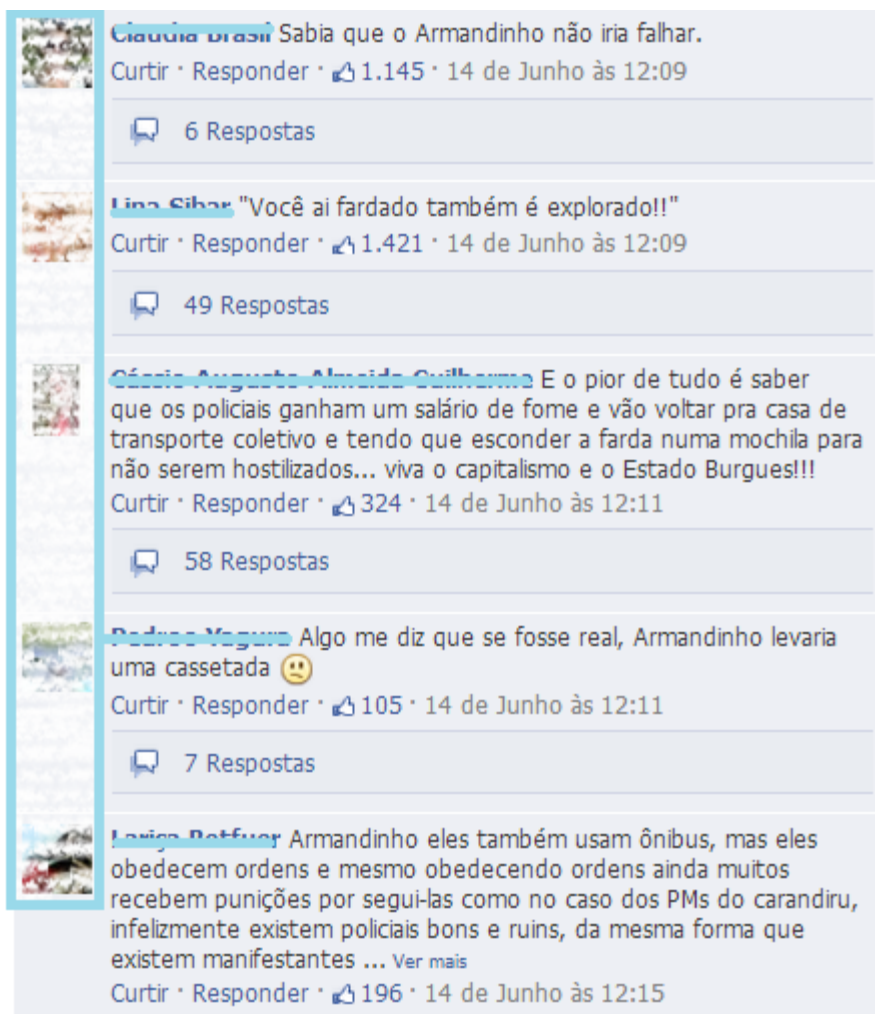 Sabia que o Armandinho não iria falhar.
Curtir · Responder · 1.145 · 14 de Junho às 12:09
6 Respostas
"Você ai fardado também é explorado!!"
Curtir · Responder · 1.421 · 14 de Junho às 12:09
49 Respostas
E o pior de tudo é saber
que os policiais ganham um salário de fome e vão voltar pra casa de
transporte coletivo e tendo que esconder a farda numa mochila para
não serem hostilizados... viva o capitalismo e o Estado Burgues!!!
Curtir · Responder · 324 · 14 de Junho às 12:11
58 Respostas
Algo me diz que se fosse real, Armandinho levaria
uma cassetada
Curtir · Responder · 105 · 14 de Junho às 12:11
7 Respostas
Armandinho eles também usam ônibus, mas eles
obedecem ordens e mesmo obedecendo ordens ainda muitos
recebem punições por segui-las como no caso dos PMs do carandiru,
infelizmente existem policiais bons e ruins, da mesma forma que
existem manifestantes ... Ver mais
Curtir · Responder · 196 · 14 de Junho às 12:15